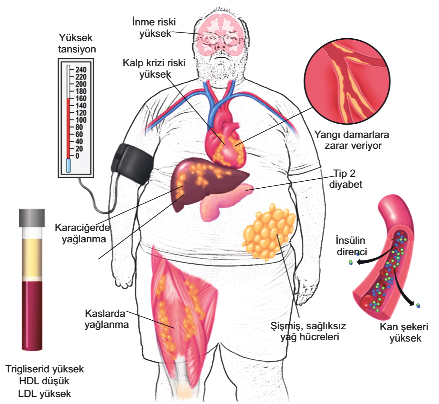 İnme riski
yüksek
Yüksek
tansiyon
Kalp krizi riski
yüksek
240
220
200
180
160
140
120
100
80
60
40
20
0
Yangı damarlara
zarar veriyor
Tip 2
diyabet
Karaciğerde
yağlanma
İnsülin
direnci
Kaslarda
yağlanma
Şişmiş, sağlıksız
yağ hücreleri
Kan şekeri
yüksek
Trigliserid yüksek
HDL düşük
LDL yüksek